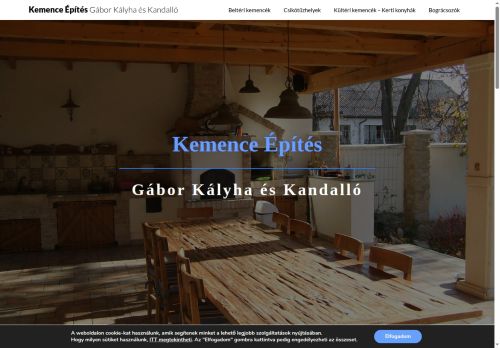 Kemence Építés Gábor Kályha és Kandalló
Beltéri kemencék Csikótűzhelyek Kültéri kemencék – Kerti konyhák Bográcsozók
Kemence Építés
Gábor Kályha és Kandalló
A weboldalon cookie-kat használunk, amik segítenek minket a lehető legjobb szolgáltatások nyújtásában.
Hogy milyen sütiket használunk, ITT megtekintheti. Az "Elfogadom" gombra kattintva pedig engedélyezheti az összeset.
Elfogadom